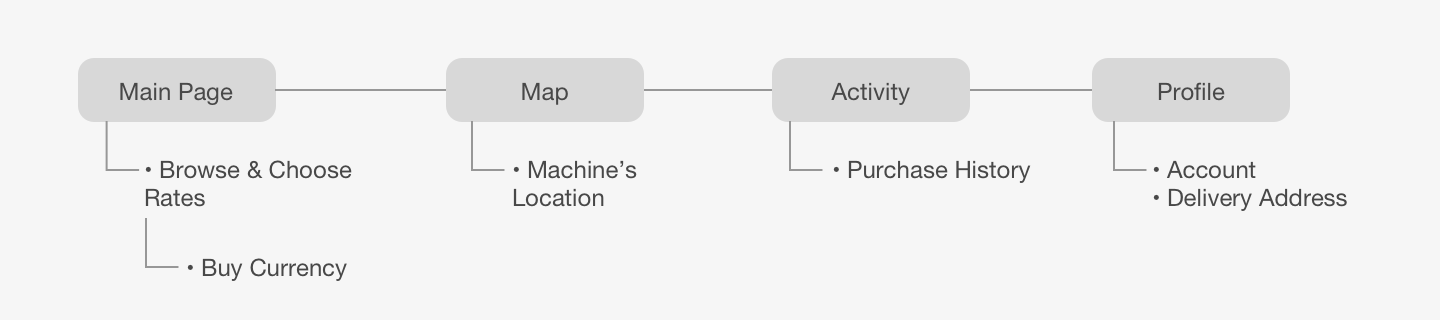 Main Page
Map
Activity
Profile
• Browse & Choose
Rates
• Buy Currency
• Machine’s
Location
• Purchase History
• Account
• Delivery Address